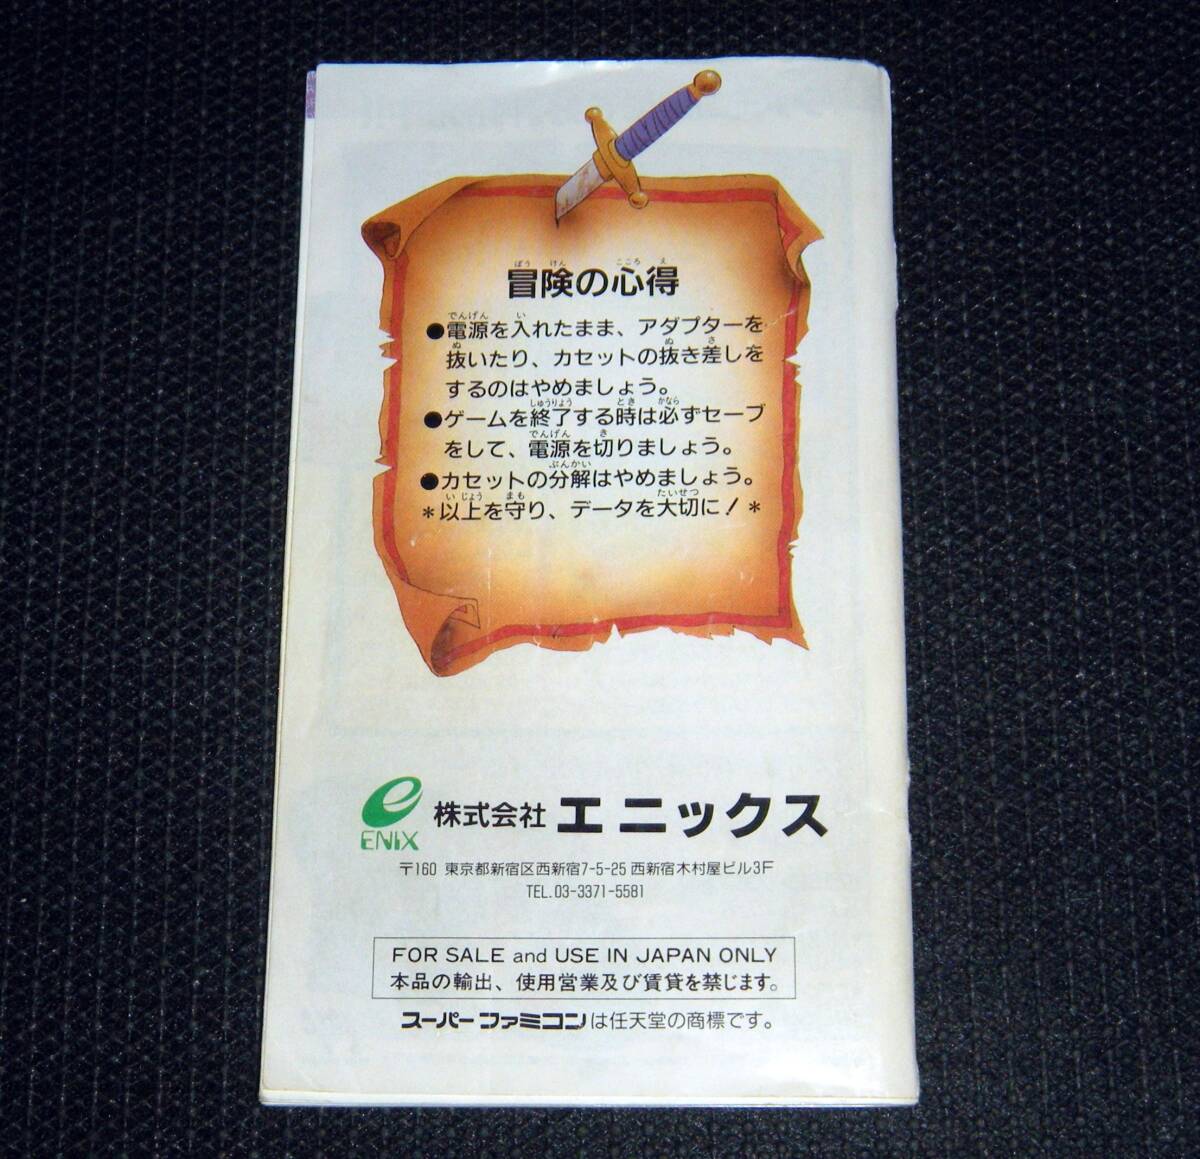 冒険の心得
●電源を入れたまま、アダプターを
抜いたり、カセットの抜き差しを
するのはやめましょう。
●ゲームを終了する時は必ずセーブ
をして、電源を切りましょう。
●カセットの分解はやめましょう。
＊以上を守り、データを大切に！＊
ENIX 株式会社 エニックス
〒160 東京都新宿区西新宿7-5-25 西新宿木村屋ビル3F
TEL.03-3371-5581
FOR SALE and USE IN JAPAN ONLY
本品の輸出、使用営業及び賃貸を禁じます。
スーパーファミコンは任天堂の商標です。